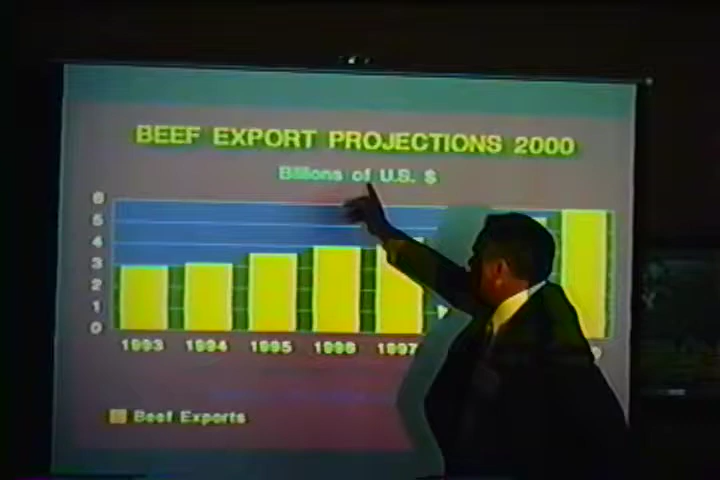 BEEF EXPORT PROJECTIONS 2000
Billions of U.S. $
6
5
4
3
2
1
0
1993 1994 1995 1996 1997
Beef Exports